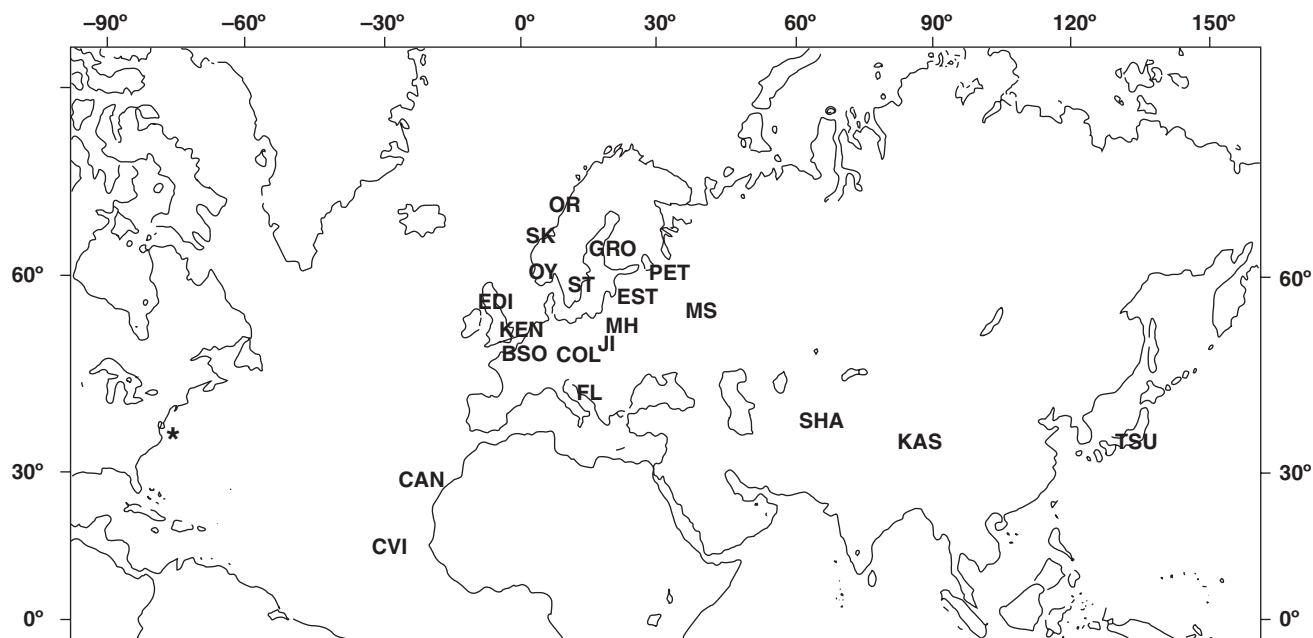 –90º –60º –30º 0º 30º 60º 90º 120º 150º
OR
SK
GRO
60º OY PET 60º
ST
EDI EST
MS
KEN MH
JI
BSO COL
FL
SHA
* KAS TSU
30º CAN 30º
CVI
0º 0º